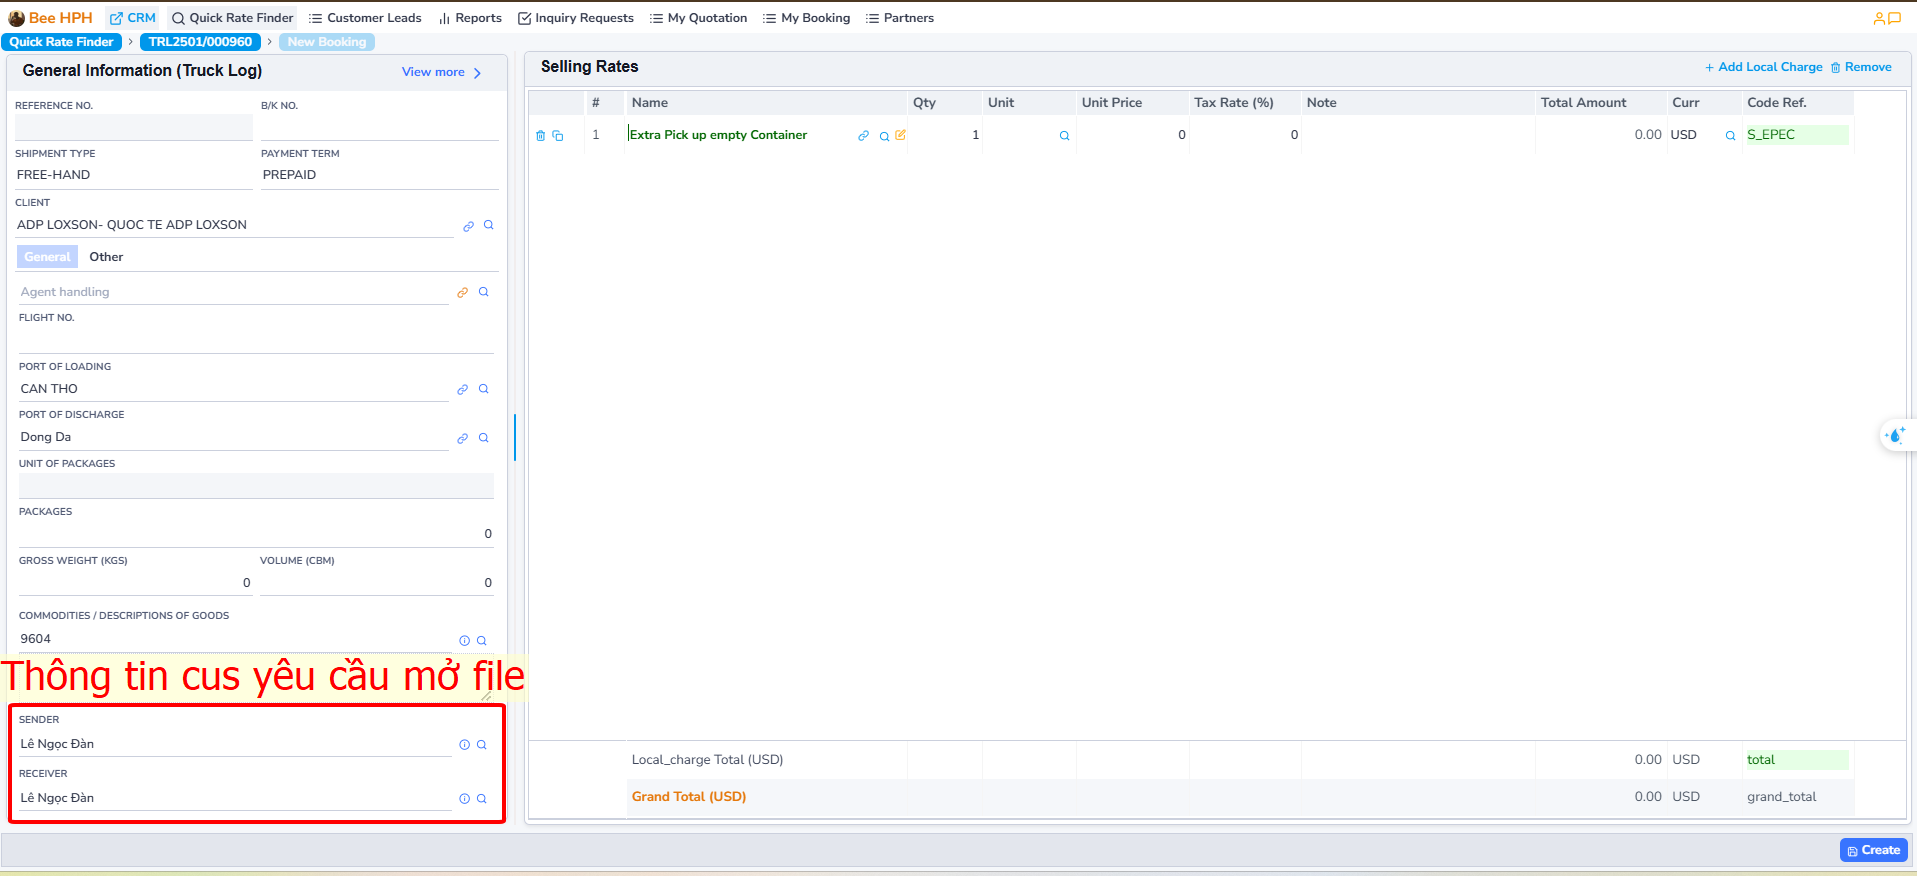 Bee HPH CRM Quick Rate Finder Customer Leads Reports Inquiry Requests My Quotation My Booking Partners
Quick Rate Finder > TRL2501/000960 > New Booking
General Information (Truck Log) View more
REFERENCE NO. B/K NO.
SHIPMENT TYPE PAYMENT TERM
FREE-HAND PREPAID
CLIENT
ADP LOXSON- QUOC TE ADP LOXSON
General Other
Agent handling
FLIGHT NO.
PORT OF LOADING
CAN THO
PORT OF DISCHARGE
Dong Da
UNIT OF PACKAGES
PACKAGES
0
GROSS WEIGHT (KGS) VOLUME (CBM)
0 0
COMMODITIES / DESCRIPTIONS OF GOODS
9604
Thông tin cus yêu cầu mở file
SENDER
Lê Ngọc Đàn
RECEIVER
Lê Ngọc Đàn
Selling Rates + Add Local Charge Remove
# Name Qty Unit Unit Price Tax Rate (%) Note Total Amount Curr Code Ref.
1 Extra Pick up empty Container 1 0 0 0.00 USD S_EPEC
Local_charge Total (USD) 0.00 USD total
Grand Total (USD) 0.00 USD grand_total
Create